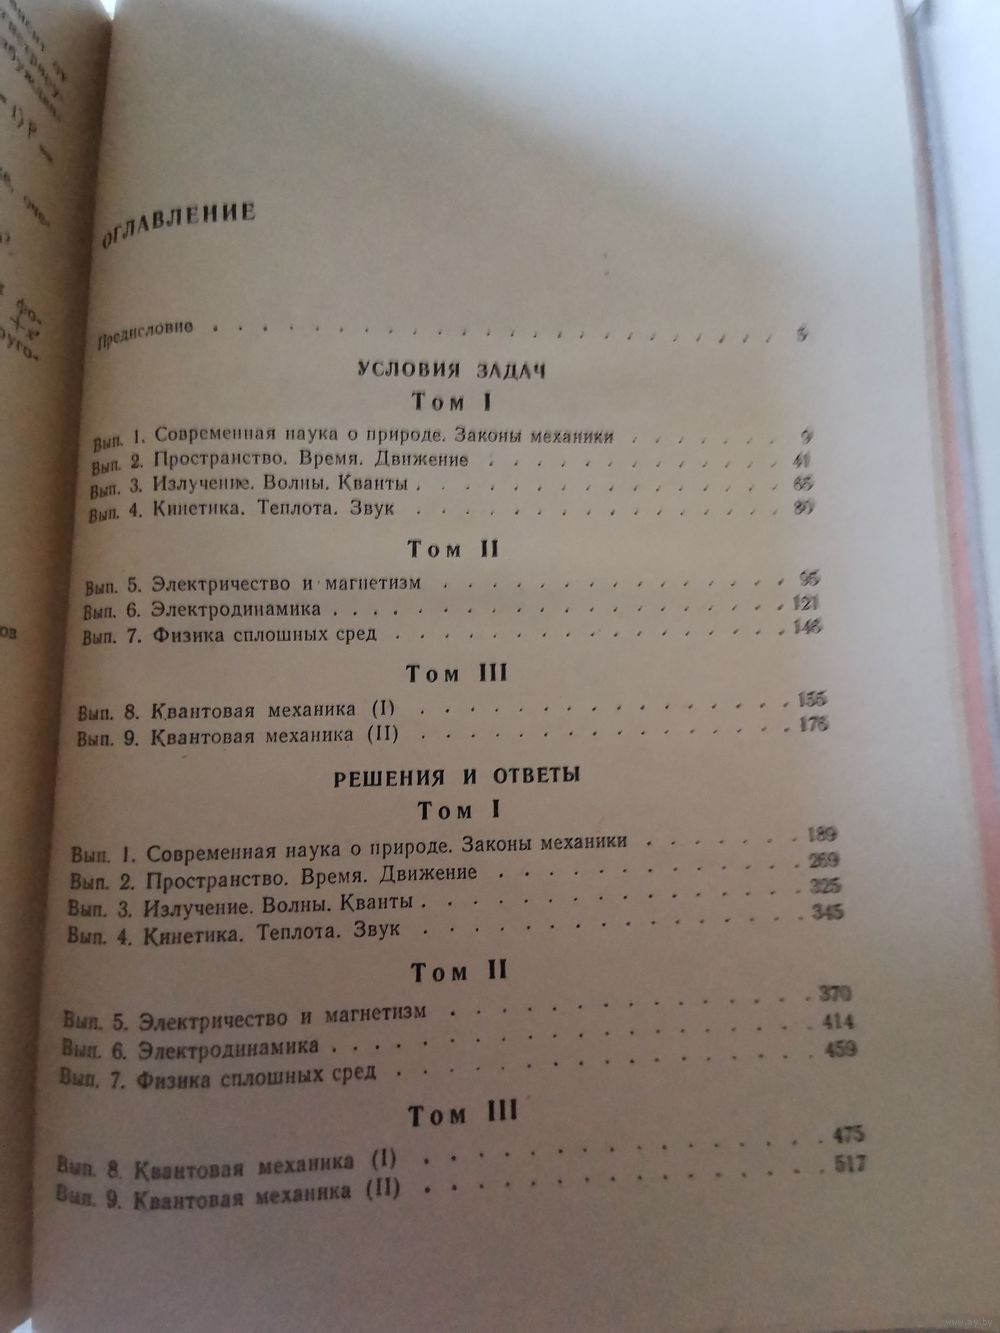 ОГЛАВЛЕНИЕ
Предисловие . . . . . . . . . . . . . . . . . . . . . . . 5
УСЛОВИЯ ЗАДАЧ
Том I
Вып. 1. Современная наука о природе. Законы механики . . . . . . . 9
Вып. 2. Пространство. Время. Движение . . . . . . . . . . . . 41
Вып. 3. Излучение. Волны. Кванты . . . . . . . . . . . . . . 65
Вып. 4. Кинетика. Теплота. Звук . . . . . . . . . . . . . . 80
Том II
Вып. 5. Электричество и магнетизм . . . . . . . . . . . . . 95
Вып. 6. Электродинамика . . . . . . . . . . . . . . . . . 121
Вып. 7. Физика сплошных сред . . . . . . . . . . . . . . . 146
Том III
Вып. 8. Квантовая механика (I) . . . . . . . . . . . . . .
Вып. 9. Квантовая механика (II) . . . . . . . . . . . . . . 176
РЕШЕНИЯ И ОТВЕТЫ
Том I
Вып. 1. Современная наука о природе. Законы механики . . . . . . . 189
Вып. 2. Пространство. Время. Движение . . . . . . . . . . . . 269
Вып. 3. Излучение. Волны. Кванты . . . . . . . . . . . . . . 325
Вып. 4. Кинетика. Теплота. Звук . . . . . . . . . . . . . . 345
Том II
Вып. 5. Электричество и магнетизм . . . . . . . . . . . . . 370
Вып. 6. Электродинамика . . . . . . . . . . . . . . . . . 414
Вып. 7. Физика сплошных сред . . . . . . . . . . . . . . . 459
Том III
Вып. 8. Квантовая механика (I) . . . . . . . . . . . . . . 475
Вып. 9. Квантовая механика (II) . . . . . . . . . . . . . . 517
www.ay.by